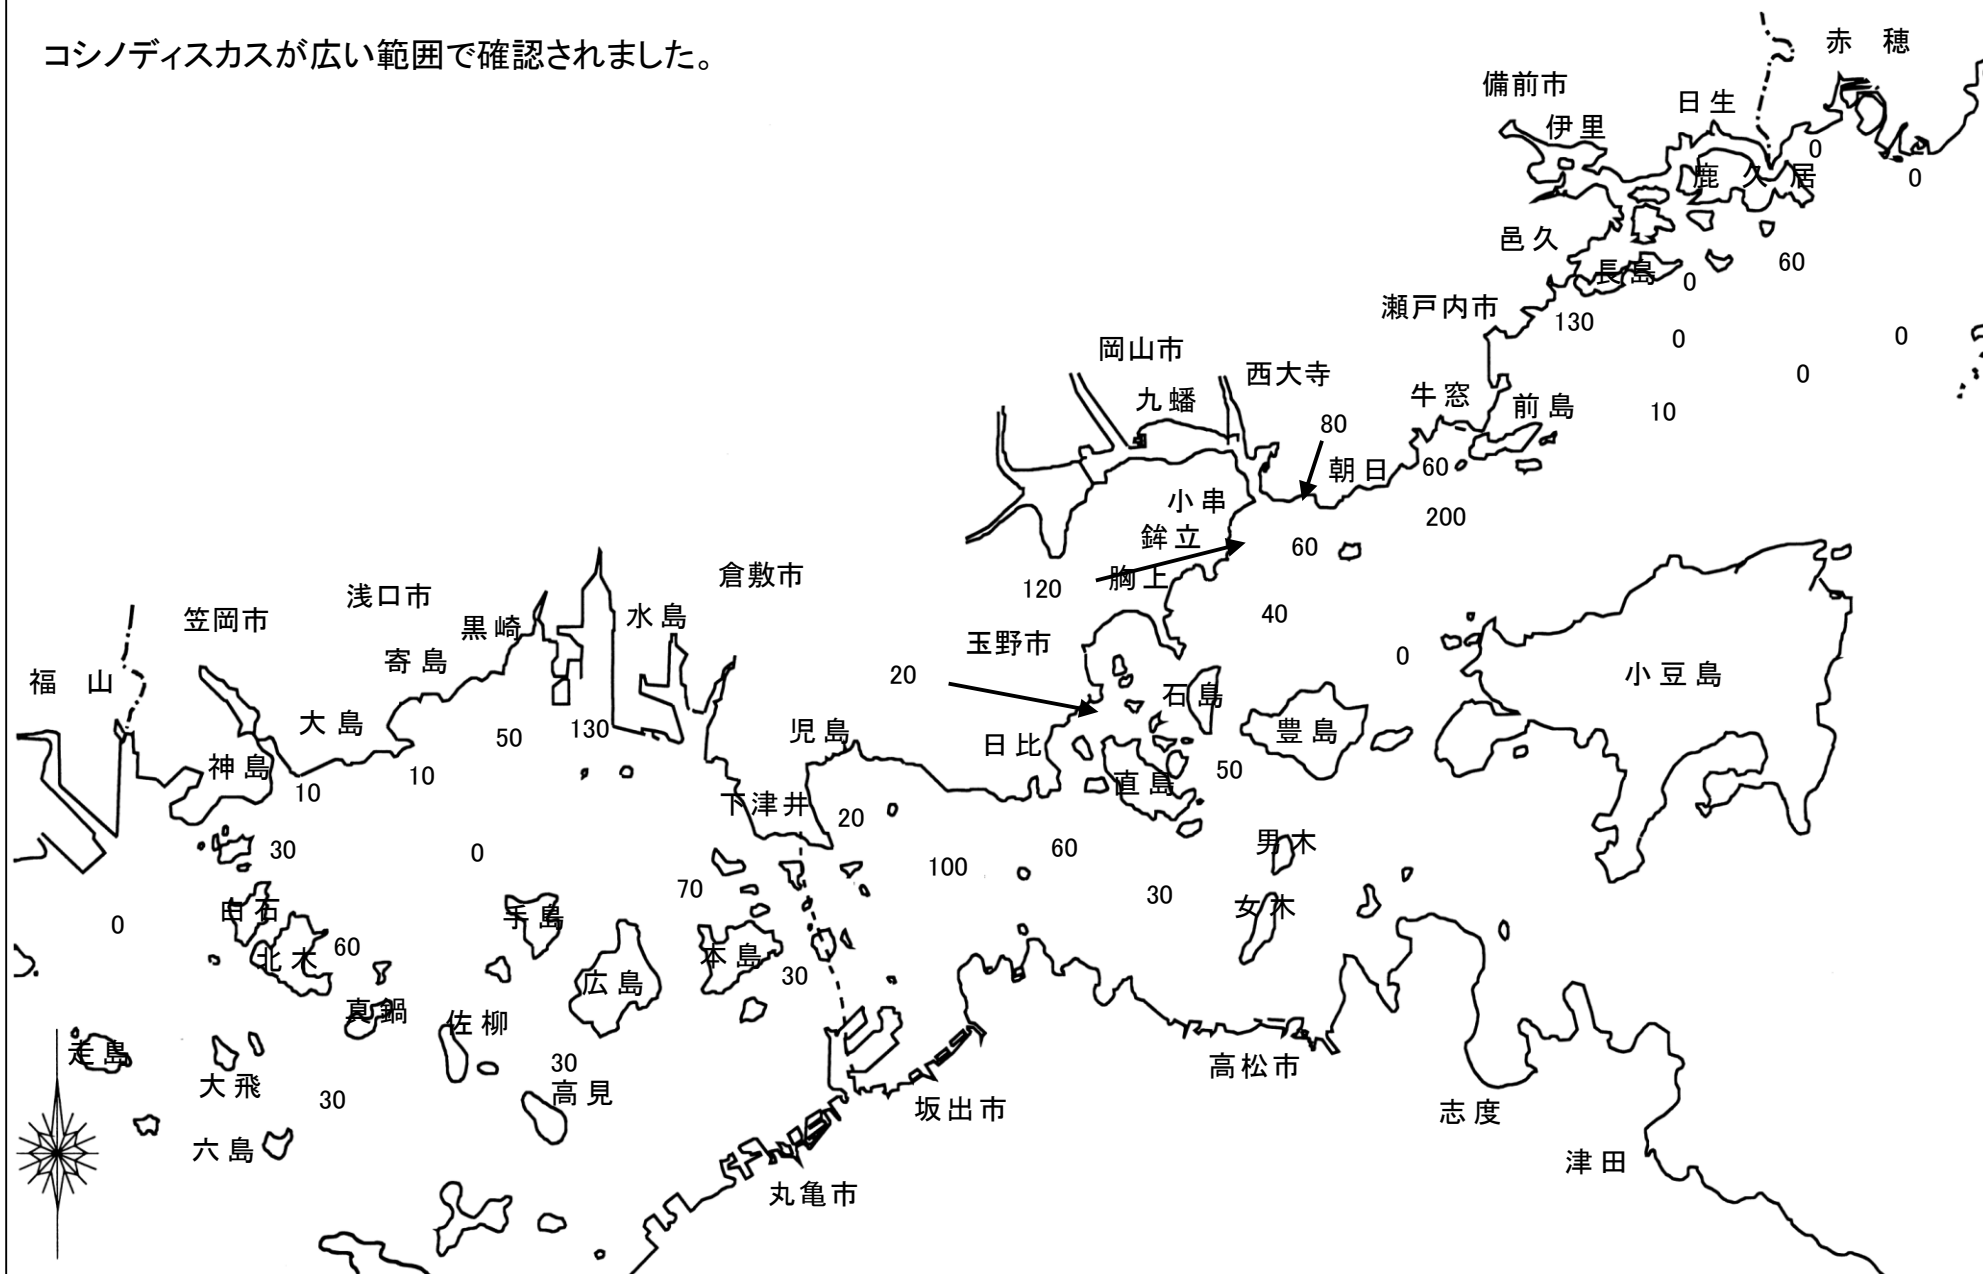 コシノディスカスが広い範囲で確認されました。
赤 穂
備前市
日生
伊里
0
鹿久居
0
邑久
60
長島
0
瀬戸内市
130
0
0
岡山市
西大寺
0
九蟠
牛窓
前島
10
80
朝日
60
小串
200
鉾立
60
倉敷市
胸上
120
浅口市
40
笠岡市
水島
黒崎
玉野市
0
寄島
20
小豆島
福 山
石島
大島
児島
豊島
130
50
日比
神島
50
10
直島
10
下津井
20
男木
60
30
0
100
70
30
女木
白石
手島
0
60
北木
本島
30
広島
真鍋
佐柳
走島
30
高松市
大飛
高見
30
坂出市
志度
六島
津田
丸亀市